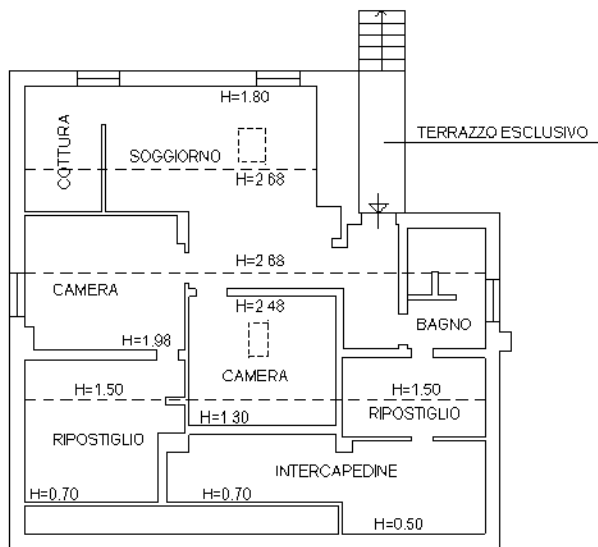 H=1.80
TERRAZZO ESCLUSIVO
COTTURA
SOGGIORNO
H=2.68
H=2.68
CAMERA
H=2.48
BAGNO
H=1.98
CAMERA
H=1.50
H=1.50
H=1.30
RIPOSTIGLIO
RIPOSTIGLIO
INTERCAPEDINE
H=0.70
H=0.70
H=0.50